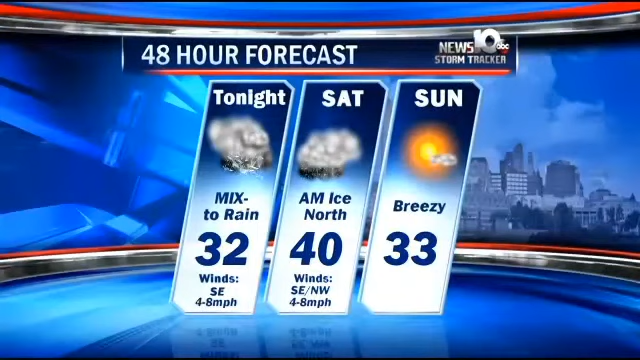 48 HOUR FORECAST
NEWS 10 abc
STORM TRACKER
Tonight
MIX-
to Rain
32
Winds:
SE
4-8mph
SAT
AM Ice
North
40
Winds:
SE/NW
4-8mph
SUN
Breezy
33